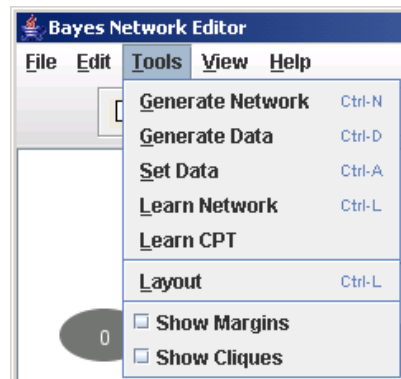 Bayes Network Editor
File Edit Tools View Help
Generate Network Ctrl-N
Generate Data Ctrl-D
Set Data Ctrl-A
Learn Network Ctrl-L
Learn CPT
Layout Ctrl-L
Show Margins
0
Show Cliques